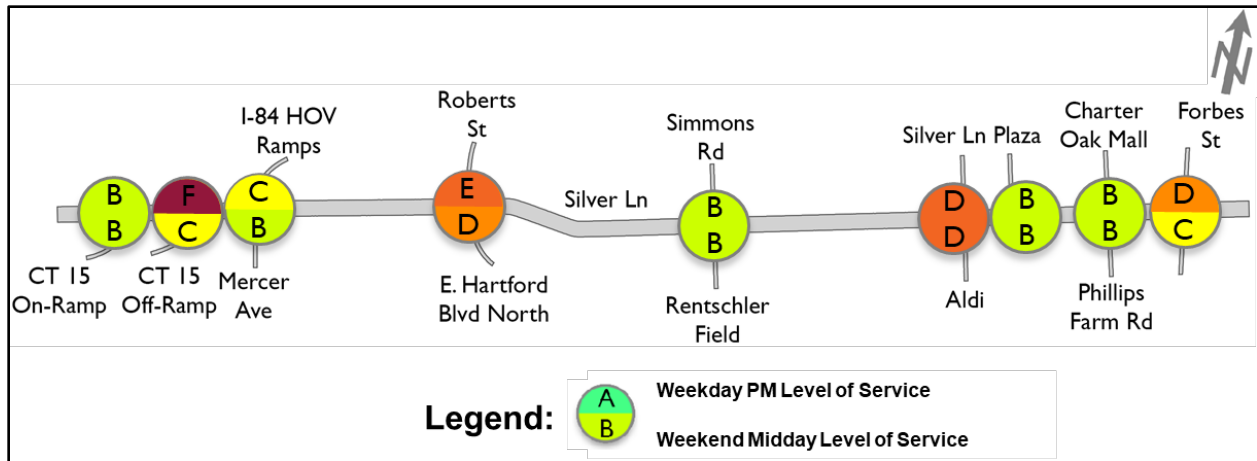 N
I-84 HOV
Ramps
Roberts
St
Simmons
Rd
Silver Ln Plaza
Charter
Oak Mall
Forbes
St
B
B
F
C
C
B
E
D
Silver Ln
B
B
D
D
B
B
B
B
D
C
CT 15
On-Ramp
CT 15
Off-Ramp
Mercer
Ave
E. Hartford
Blvd North
Rentschler
Field
Aldi
Phillips
Farm Rd
Legend:
A
B
Weekday PM Level of Service
Weekend Midday Level of Service